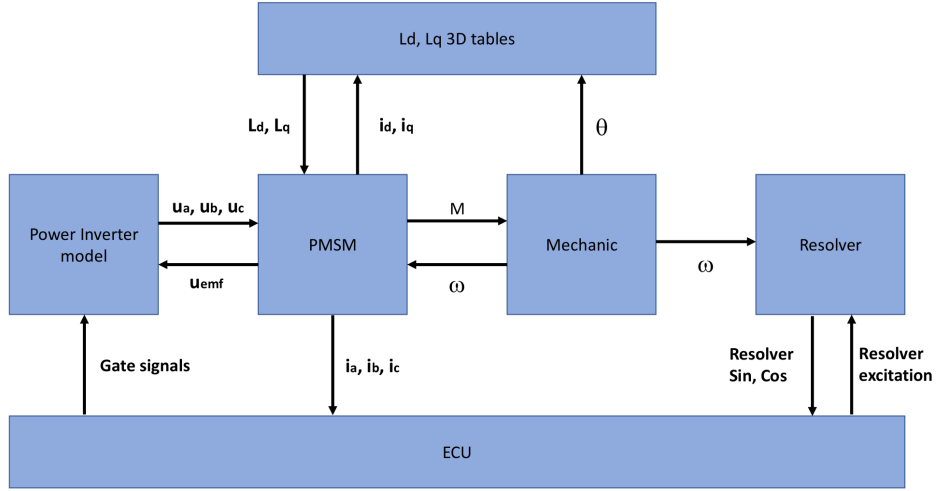 Ld, Lq 3D tables
Ld, Lq
id, iq
θ
Power Inverter
model
ua, ub, uc
uemf
PMSM
M
ω
Mechanic
ω
Resolver
Gate signals
ia, ib, ic
Resolver
Sin, Cos
Resolver
excitation
ECU